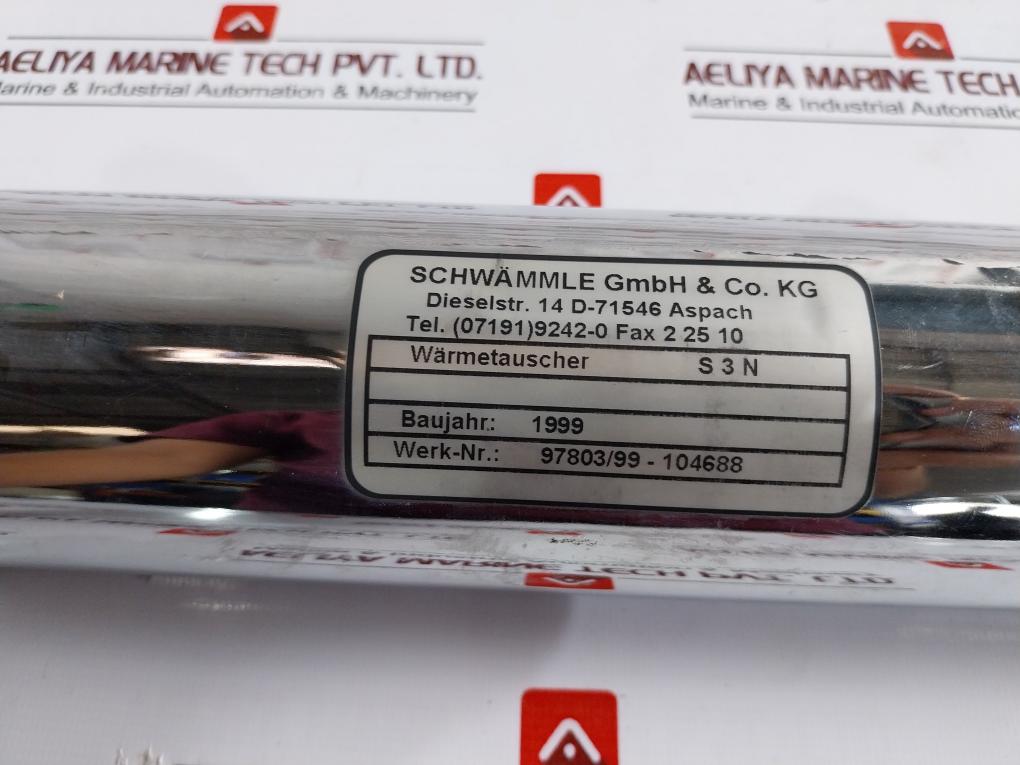 AELIYA MARINE TECH PVT. LTD.
Marine & Industrial Automation & Machinery
AELIYA MARINE TECH
Marine & Industrial Automatio
SCHWÄMMLE GmbH & Co. KG
Dieselstr. 14 D-71546 Aspach
Tel. (07191)9242-0 Fax 2 25 10
Wärmetauscher S 3 N
Baujahr.: 1999
Werk-Nr.: 97803/99 - 104688